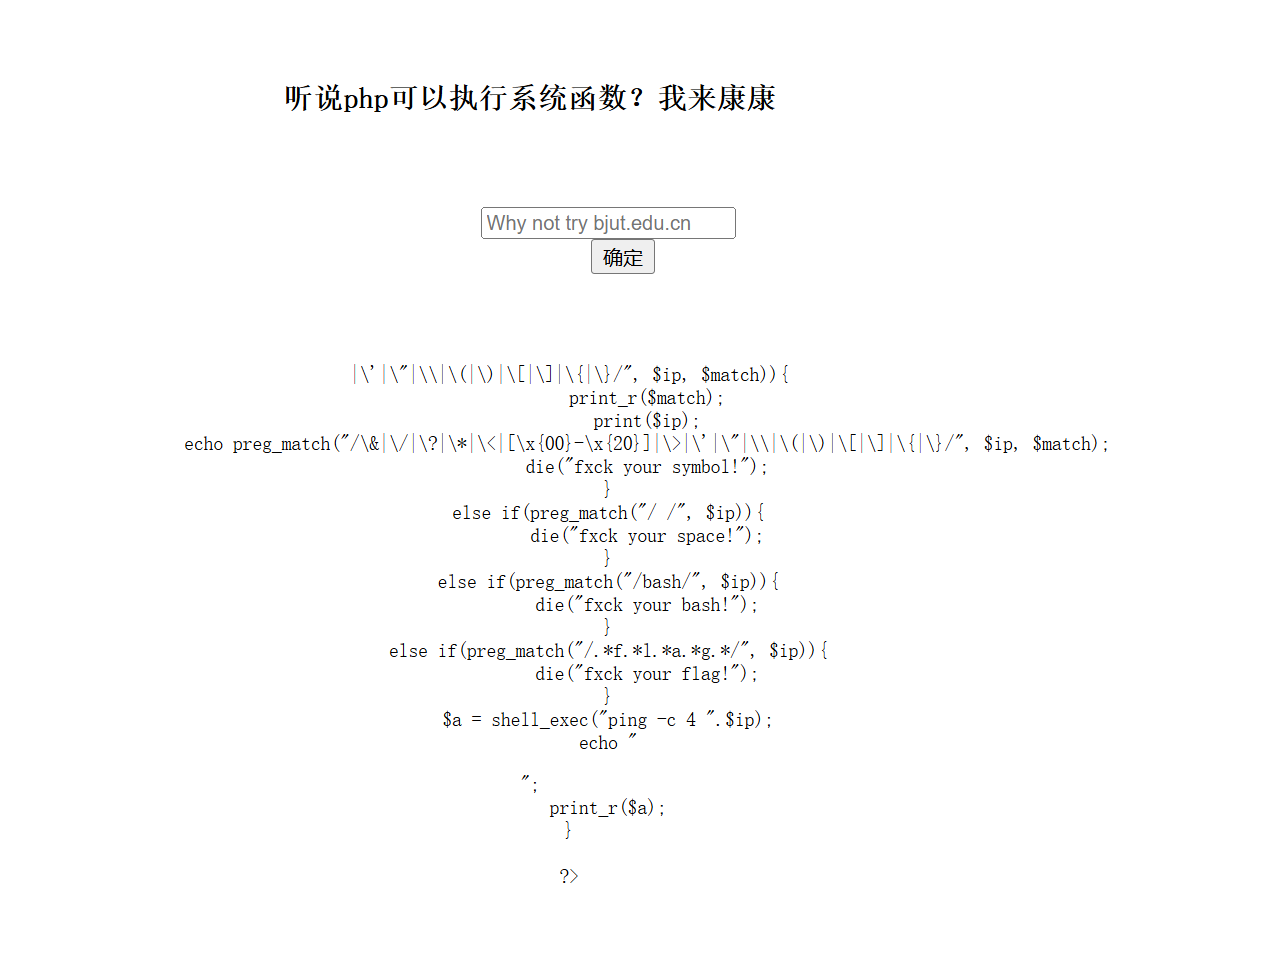 听说php可以执行系统函数？我来康康
Why not try bjut.edu.cn
确定
|\'|\"|\\|\(|\)|\[|\]|\{|\}/", $ip, $match)){
print_r($match);
print($ip);
echo preg_match("/\&|\/|\?|\*|\<|[\x{00}-\x{20}]|\>|\'|\"|\\|\(|\)|\[|\]|\{|\}/", $ip, $match);
die("fxck your symbol!");
}
else if(preg_match("/ /", $ip)){
die("fxck your space!");
}
else if(preg_match("/bash/", $ip)){
die("fxck your bash!");
}
else if(preg_match("/.*f.*l.*a.*g.*/", $ip)){
die("fxck your flag!");
}
$a = shell_exec("ping -c 4 ".$ip);
echo "
";
print_r($a);
}
?>